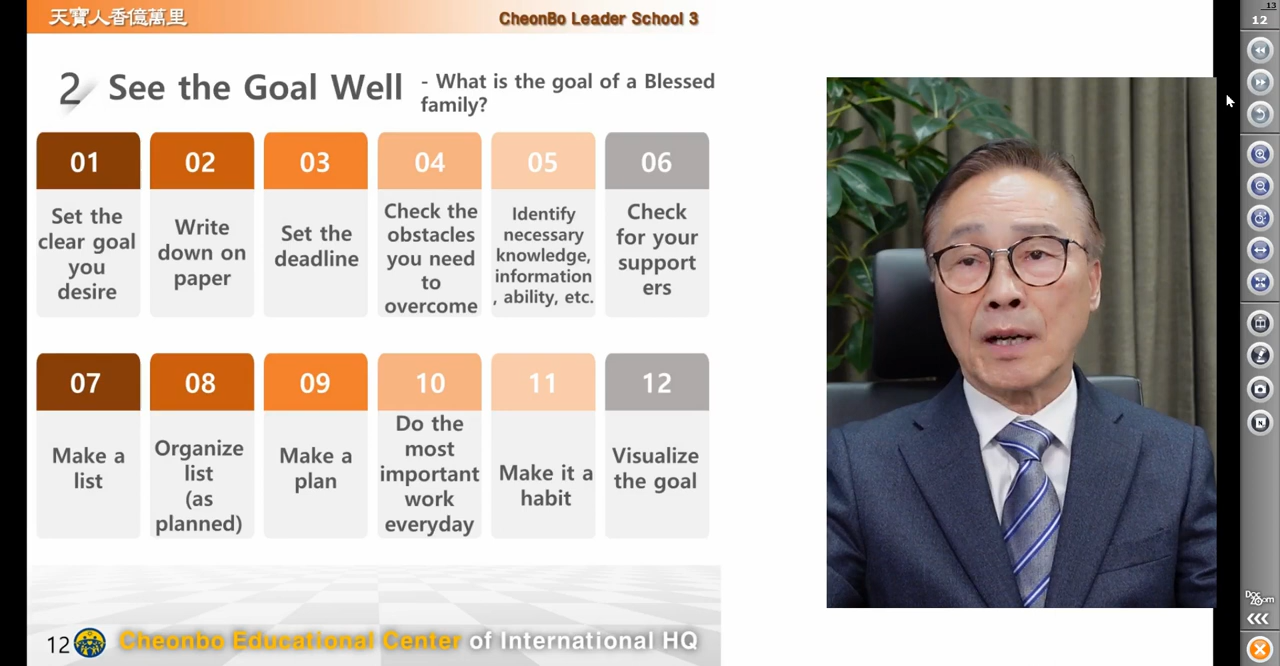 天寶人香億萬里
CheonBo Leader School 3
2 See the Goal Well
- What is the goal of a Blessed
family?
01
Set the
clear goal
you
desire
02
Write
down on
paper
03
Set the
deadline
04
Check the
obstacles
you need
to
overcome
05
Identify
necessary
knowledge,
information
, ability, etc.
06
Check
for your
support
ers
07
Make a
list
08
Organize
list
(as
planned)
09
Make a
plan
10
Do the
most
important
work
everyday
11
Make it a
habit
12
Visualize
the goal
12
Cheonbo Educational Center of International HQ
13
12
Doc
Zoom